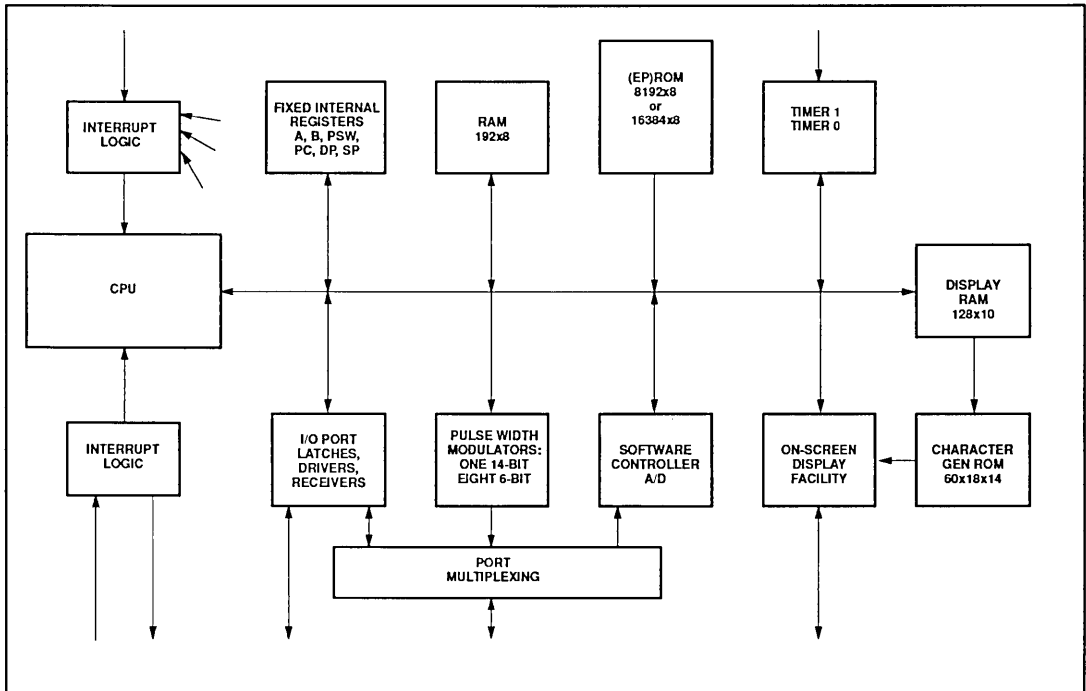 INTERRUPT
LOGIC
FIXED INTERNAL
REGISTERS
A, B, PSW,
PC, DP, SP
RAM
192x8
(EP)ROM
8192x8
or
16384x8
TIMER 1
TIMER 0
CPU
DISPLAY
RAM
128x10
INTERRUPT
LOGIC
I/O PORT
LATCHES,
DRIVERS,
RECEIVERS
PULSE WIDTH
MODULATORS:
ONE 14-BIT
EIGHT 6-BIT
SOFTWARE
CONTROLLER
A/D
ON-SCREEN
DISPLAY
FACILITY
CHARACTER
GEN ROM
60x18x14
PORT
MULTIPLEXING